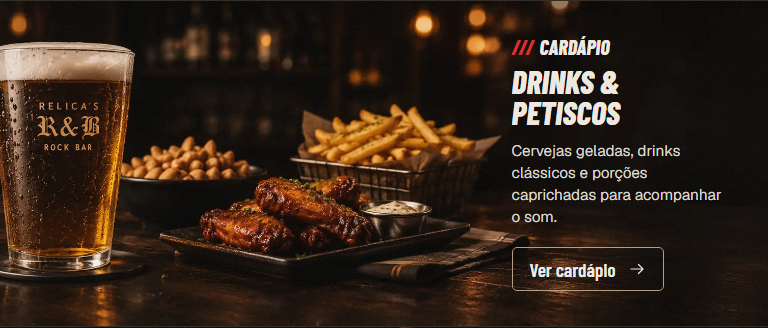 RELICA'S
R&B
ROCK BAR
/// CARDÁPIO
DRINKS &
PETISCOS
Cervejas geladas, drinks
clássicos e porções
caprichadas para acompanhar
o som.
Ver cardápio →